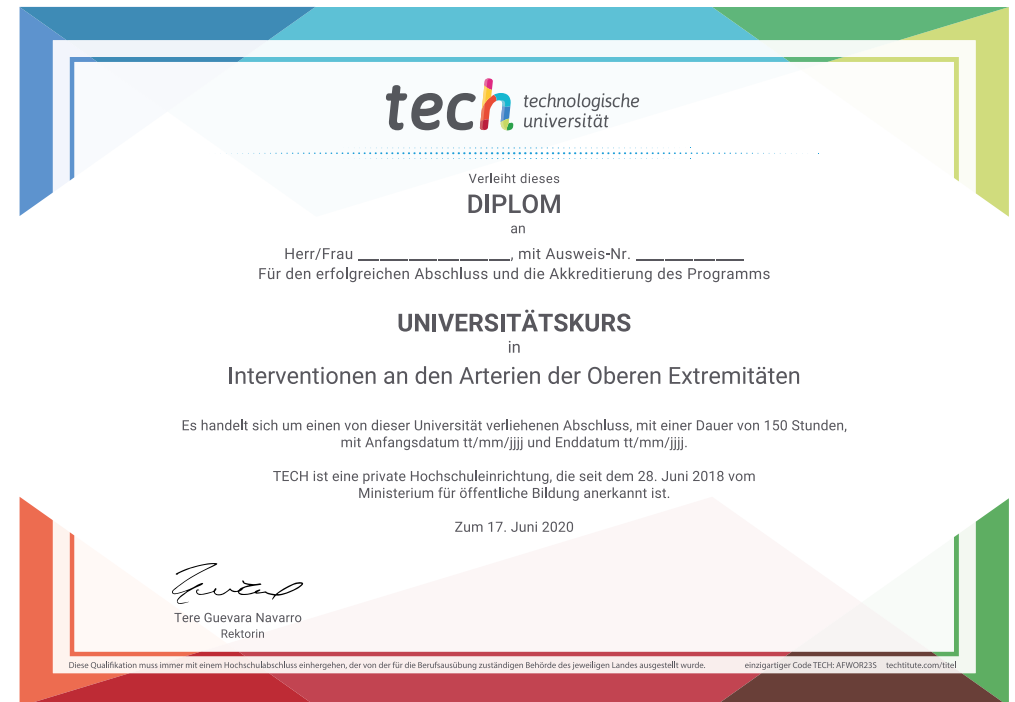 tech technologische
universität
Verleiht dieses
DIPLOM
an
Herr/Frau ____________________, mit Ausweis-Nr. ______________
Für den erfolgreichen Abschluss und die Akkreditierung des Programms
UNIVERSITÄTSKURS
in
Interventionen an den Arterien der Oberen Extremitäten
Es handelt sich um einen von dieser Universität verliehenen Abschluss, mit einer Dauer von 150 Stunden,
mit Anfangsdatum tt/mm/jjjj und Enddatum tt/mm/jjjj.
TECH ist eine private Hochschuleinrichtung, die seit dem 28. Juni 2018 vom
Ministerium für öffentliche Bildung anerkannt ist.
Zum 17. Juni 2020
Tere Guevara Navarro
Rektorin
Diese Qualifikation muss immer mit einem Hochschulabschluss einhergehen, der von der für die Berufsausübung zuständigen Behörde des jeweiligen Landes ausgestellt wurde. einzigartiger Code TECH: AFWOR23S techtitute.com/titel